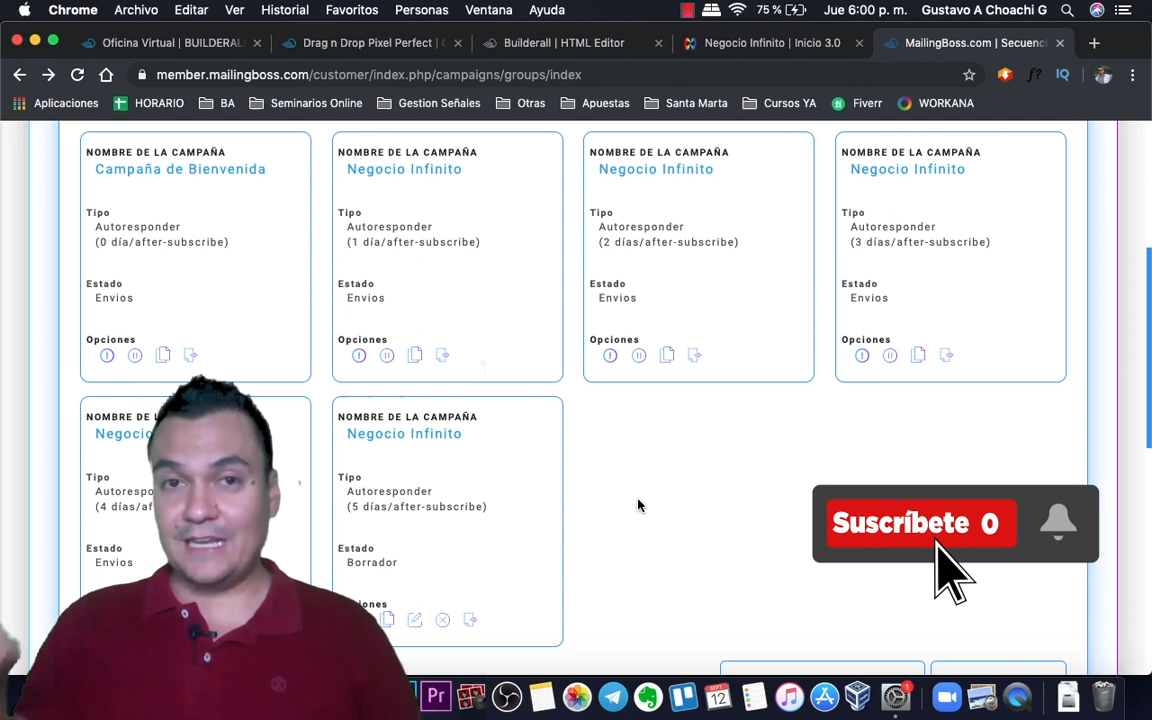 Chrome Archivo Editar Ver Historial Favoritos Personas Ventana Ayuda 75 % Jue 6:00 p. m. Gustavo A Choachi G
Oficina Virtual | BUILDERAL Drag n Drop Pixel Perfect | Builderall | HTML Editor Negocio Infinito | Inicio 3.0 MailingBoss.com | Secuenci
member.mailingboss.com/customer/index.php/campaigns/groups/index
Aplicaciones HORARIO BA Seminarios Online Gestion Señales Otras Apuestas Santa Marta Cursos YA Fiverr WORKANA
NOMBRE DE LA CAMPAÑA NOMBRE DE LA CAMPAÑA NOMBRE DE LA CAMPAÑA NOMBRE DE LA CAMPAÑA
Campaña de Bienvenida Negocio Infinito Negocio Infinito Negocio Infinito
Tipo Tipo Tipo Tipo
Autoresponder Autoresponder Autoresponder Autoresponder
(0 día/after-subscribe) (1 día/after-subscribe) (2 días/after-subscribe) (3 días/after-subscribe)
Estado Estado Estado Estado
Envios Envios Envios Envios
Opciones Opciones Opciones Opciones
NOMBRE DE L NOMBRE DE LA CAMPAÑA
Negocio Negocio Infinito
Tipo Tipo
Autorespo Autoresponder
(4 días/af (5 días/after-subscribe)
Estado Estado
Envios Borrador
iones
Suscríbete 0